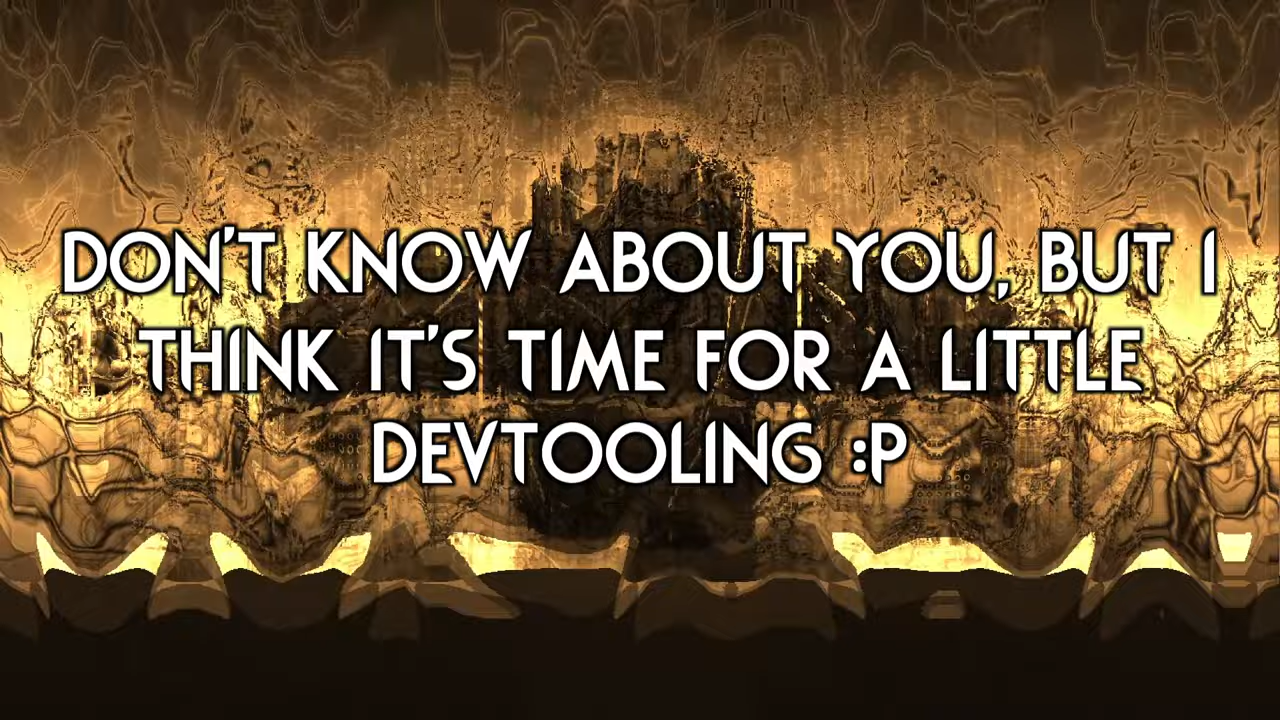 DON'T KNOW ABOUT YOU, BUT I
THINK IT'S TIME FOR A LITTLE
DEVTOOLING :P